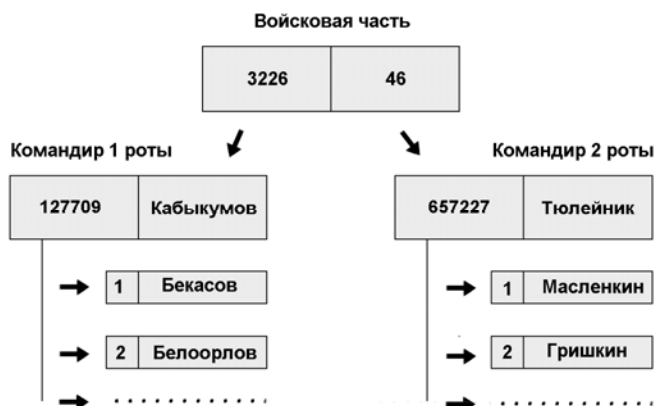 Войсковая часть
3226 46
Командир 1 роты Командир 2 роты
127709 Кабыкумов 657227 Тюлейник
1 Бекасов 1 Масленкин
2 Белоорлов 2 Гришкин